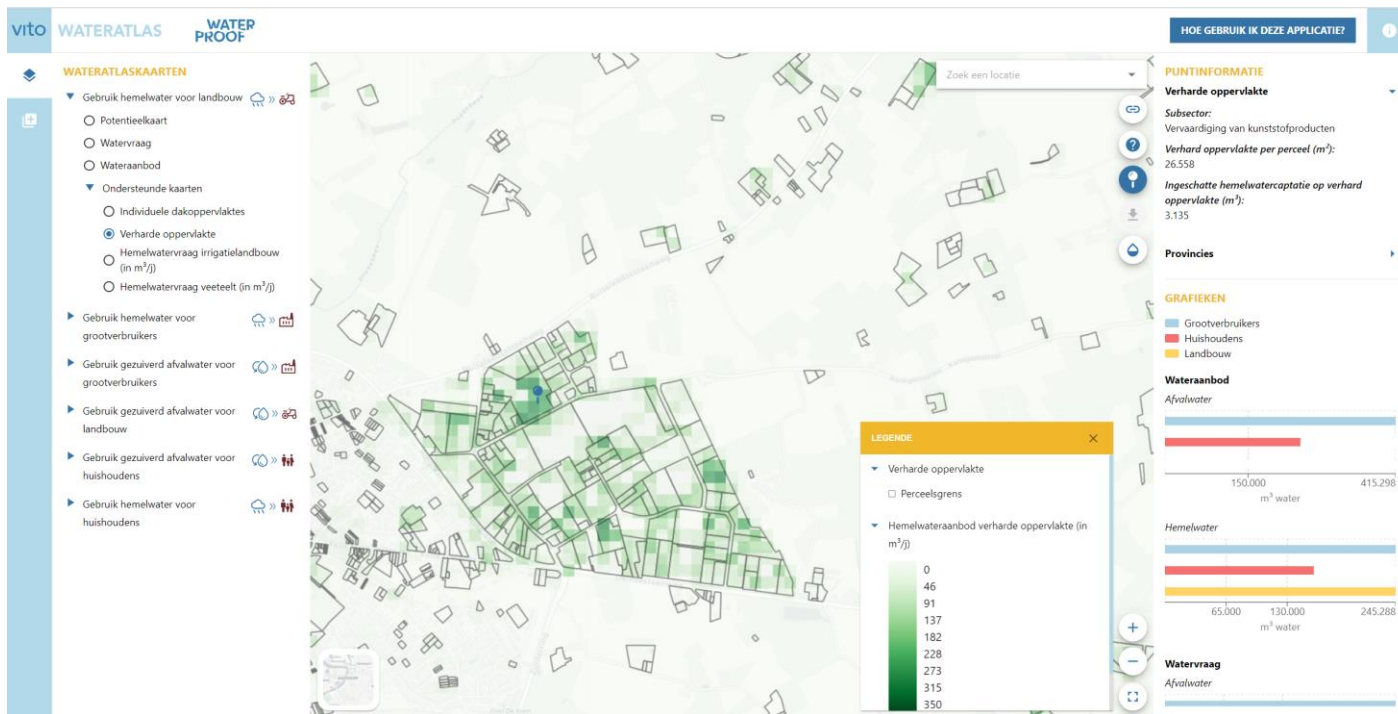 vito WATERATLAS
WATER
PROOF
HOE GEBRUIK IK DEZE APPLICATIE?
WATERATLASKAARTEN
Gebruik hemelwater voor landbouw
Potentieelkaart
Watervraag
Wateraanbod
Ondersteunde kaarten
Individuele dakoppervlaktes
Verharde oppervlakte
Hemelwatervraag irrigatielandbouw
(in m³/j)
Hemelwatervraag veeteelt (in m³/j)
Gebruik hemelwater voor
grootverbruikers
Gebruik gezuiverd afvalwater voor
grootverbruikers
Gebruik gezuiverd afvalwater voor
landbouw
Gebruik gezuiverd afvalwater voor
huishoudens
Gebruik hemelwater voor
huishoudens
Zoek een locatie
LEGENDE
Verharde oppervlakte
Perceelsgrens
Hemelwateraanbod verharde oppervlakte (in
m³/j)
0
46
91
137
182
228
273
315
350
PUNTINFORMATIE
Verharde oppervlakte
Subsector:
Vervaardiging van kunststofproducten
Verhard oppervlakte per perceel (m²):
26.558
Ingeschatte hemelwatercaptatie op verhard
oppervlakte (m³):
3.135
Provincies
GRAFIEKEN
Grootverbruikers
Huishoudens
Landbouw
Wateraanbod
Afvalwater
150.000 415.298
m³ water
Hemelwater
65.000 130.000 245.288
m³ water
Watervraag
Afvalwater